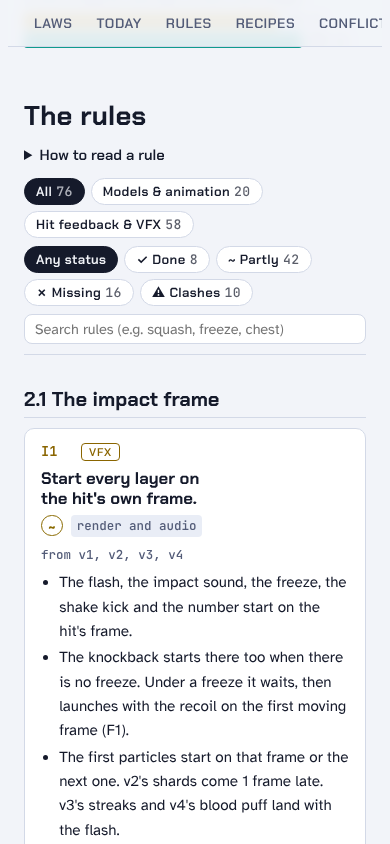 LAWS TODAY RULES RECIPES CONFLICT
The rules
▶ How to read a rule
All 76 Models & animation 20
Hit feedback & VFX 58
Any status ✓ Done 8 ~ Partly 42
× Missing 16 ⚠ Clashes 10
Search rules (e.g. squash, freeze, chest)
2.1 The impact frame
I1 VFX
Start every layer on
the hit's own frame.
~ render and audio
from v1, v2, v3, v4
• The flash, the impact sound, the freeze, the
shake kick and the number start on the
hit's frame.
• The knockback starts there too when there
is no freeze. Under a freeze it waits, then
launches with the recoil on the first moving
frame (F1).
• The first particles start on that frame or the
next one. v2's shards come 1 frame late.
v3's streaks and v4's blood puff land with
the flash.